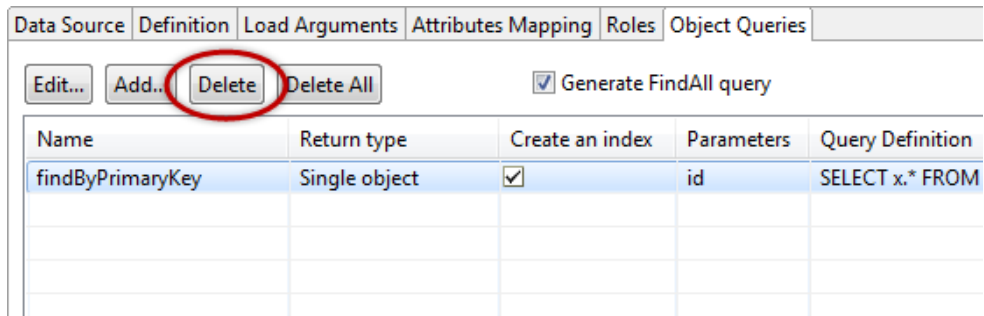 Data Source Definition Load Arguments Attributes Mapping Roles Object Queries
Edit... Add... Delete Delete All Generate FindAll query
Name Return type Create an index Parameters Query Definition
findByPrimaryKey Single object id SELECT x.* FROM